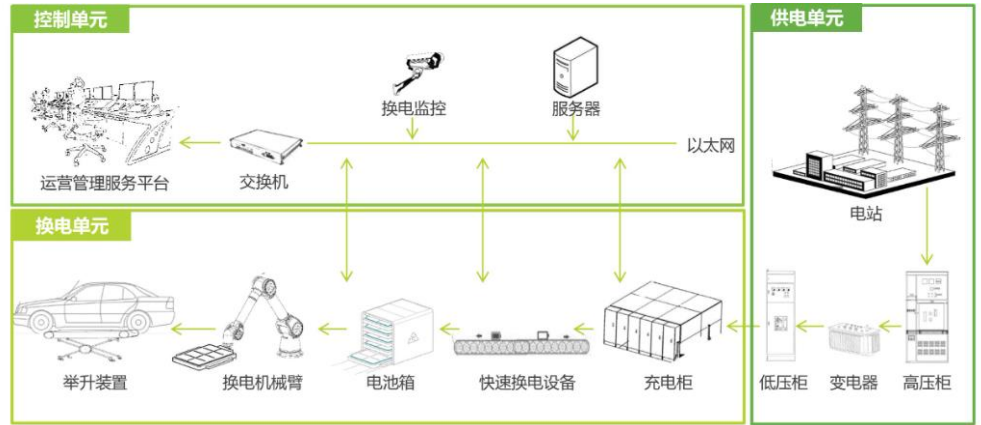 控制单元
换电监控
服务器
以太网
运营管理服务平台
交换机
换电单元
举升装置
换电机械臂
电池箱
快速换电设备
充电柜
供电单元
电站
低压柜
变电器
高压柜